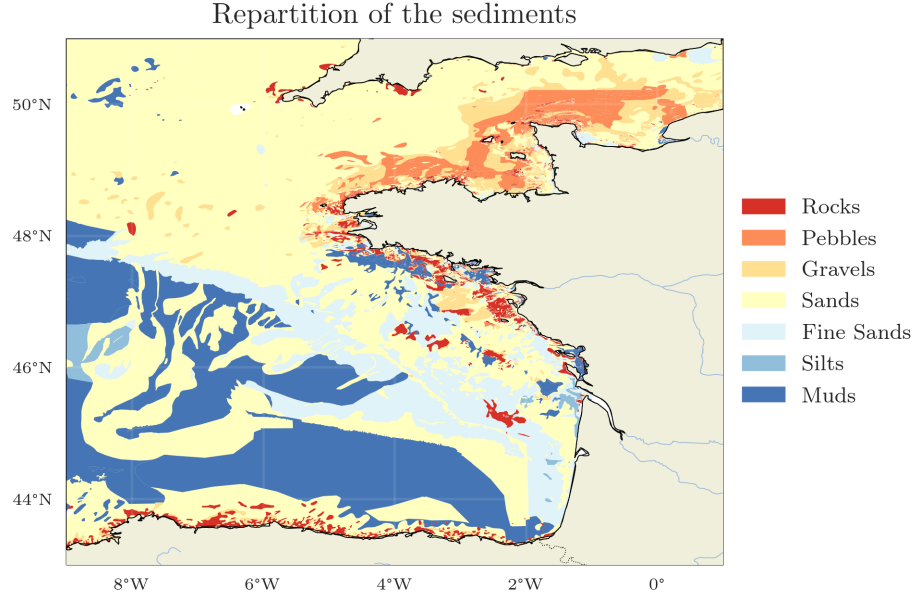 Repartition of the sediments
50°N
48°N
46°N
44°N
8°W
6°W
4°W
2°W
0°
Rocks
Pebbles
Gravels
Sands
Fine Sands
Silts
Muds